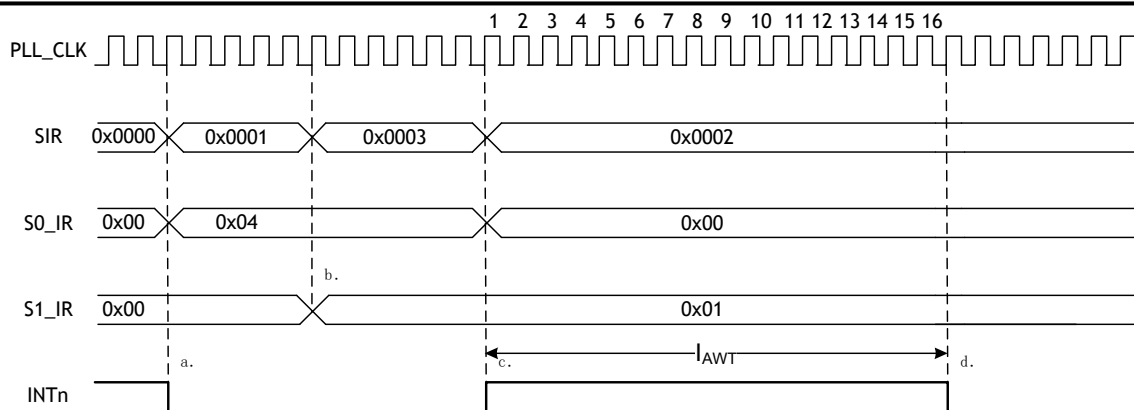 1 2 3 4 5 6 7 8 9 10 11 12 13 14 15 16
PLL_CLK
SIR 0x0000 0x0001 0x0003 0x0002
S0_IR 0x00 0x04 0x00
b.
S1_IR 0x00 0x01
a. c. IAWT d.
INTn